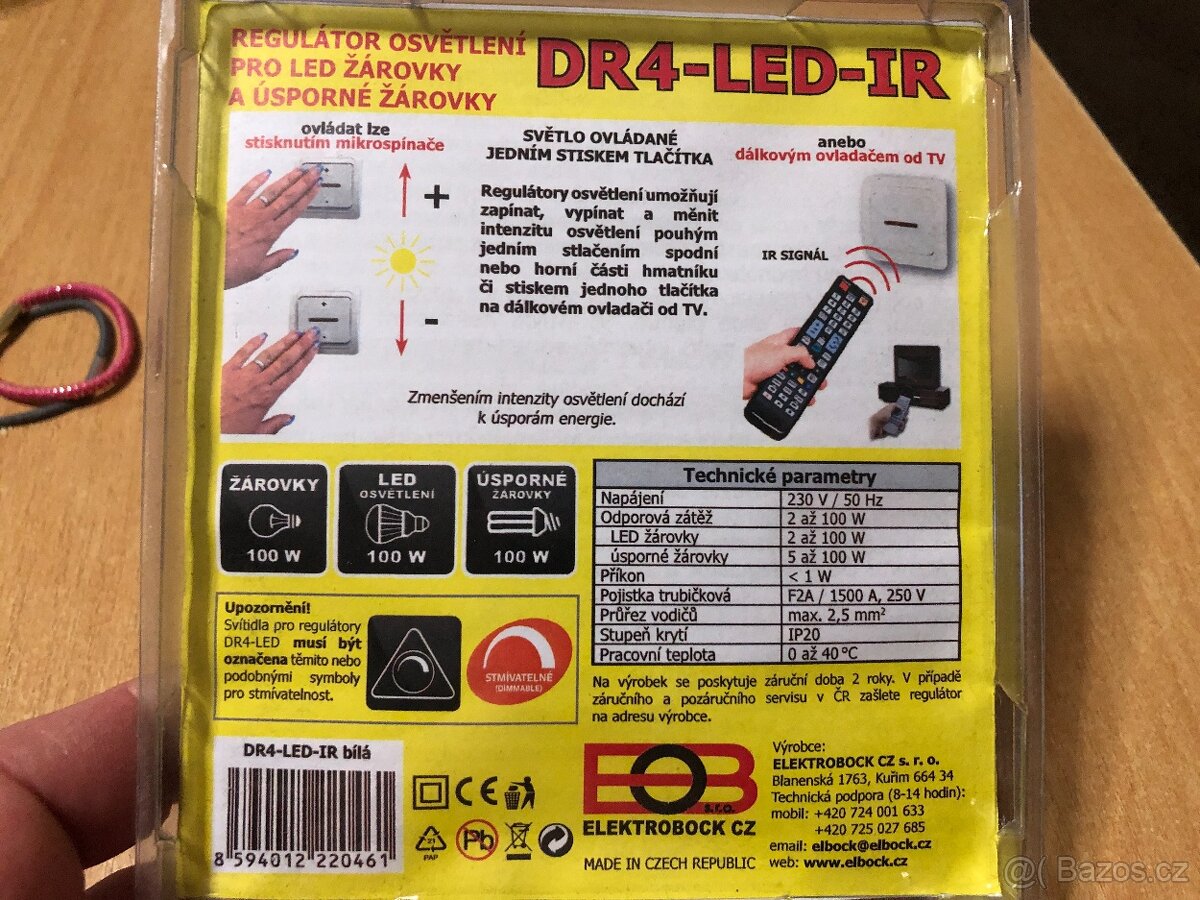 REGULÁTOR OSVĚTLENÍ
PRO LED ŽÁROVKY
A ÚSPORNÉ ŽÁROVKY
DR4-LED-IR
ovládat lze
stisknutím mikrospínače
+
-
SVĚTLO OVLÁDANÉ
JEDNÍM STISKEM TLAČÍTKA
Regulátory osvětlení umožňují
zapínat, vypínat a měnit
intenzitu osvětlení pouhým
jedním stlačením spodní
nebo horní části hmatníku
či stiskem jednoho tlačítka
na dálkovém ovladači od TV.
anebo
dálkovým ovladačem od TV
IR SIGNÁL
Zmenšením intenzity osvětlení dochází
k úsporám energie.
ŽÁROVKY
100 W
LED
OSVĚTLENÍ
100 W
ÚSPORNÉ
ŽÁROVKY
100 W
Technické parametry
Napájení 230 V / 50 Hz
Odporová zátěž 2 až 100 W
LED žárovky 2 až 100 W
úsporné žárovky 5 až 100 W
Příkon < 1 W
Pojistka trubičková F2A / 1500 A, 250 V
Průřez vodičů max. 2,5 mm²
Stupeň krytí IP20
Pracovní teplota 0 až 40 °C
Upozornění!
Svítidla pro regulátory
DR4-LED musí být
označena těmito nebo
podobnými symboly
pro stmívatelnost.
STMÍVATELNÉ
(DIMMABLE)
Na výrobek se poskytuje záruční doba 2 roky. V případě
záručního a pozáručního servisu v ČR zašlete regulátor
na adresu výrobce.
DR4-LED-IR bílá
8 594012 220461
CE
21
PAP
Pb
EOB
s.r.o.
ELEKTROBOCK CZ
MADE IN CZECH REPUBLIC
Výrobce:
ELEKTROBOCK CZ s. r. o.
Blanenská 1763, Kuřim 664 34
Technická podpora (8-14 hodin):
mobil: +420 724 001 633
+420 725 027 685
email: elbock@elbock.cz
web: www.elbock.cz
@( Bazos.cz